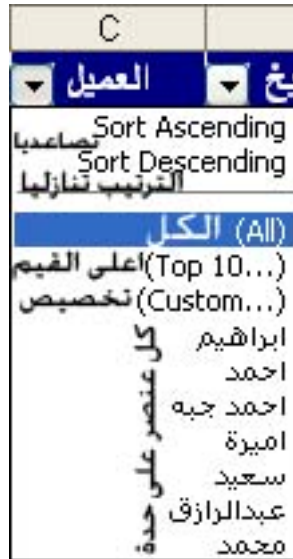 C
العميل
يخ
Sort Ascending تصاعديا
Sort Descending
الترتيب تنازليا
(All) الكل
(Top 10...) اعلى القيم
(Custom...) تخصيص
ابراهيم
احمد
احمد جبه
اميرة
سعيد
عبدالرازق
محمد
كل عنصر على حدة